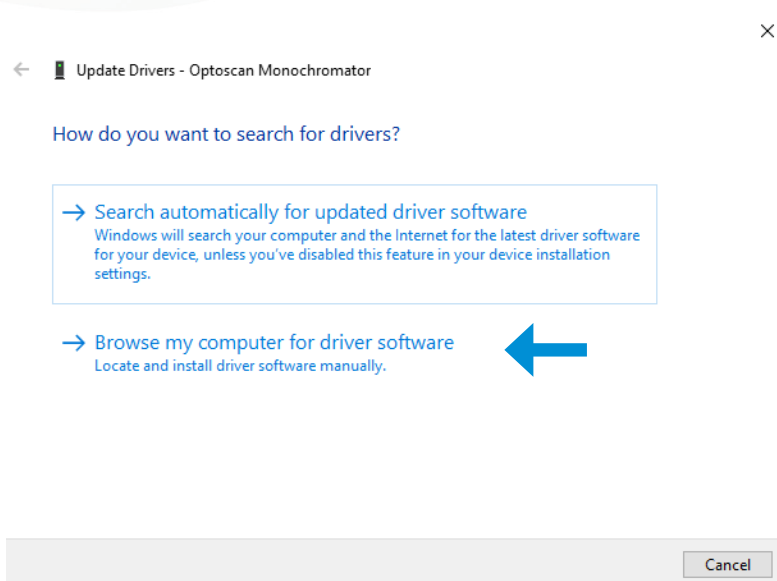 Update Drivers - Optoscan Monochromator
How do you want to search for drivers?
Search automatically for updated driver software
Windows will search your computer and the Internet for the latest driver software
for your device, unless you've disabled this feature in your device installation
settings.
Browse my computer for driver software
Locate and install driver software manually.
Cancel